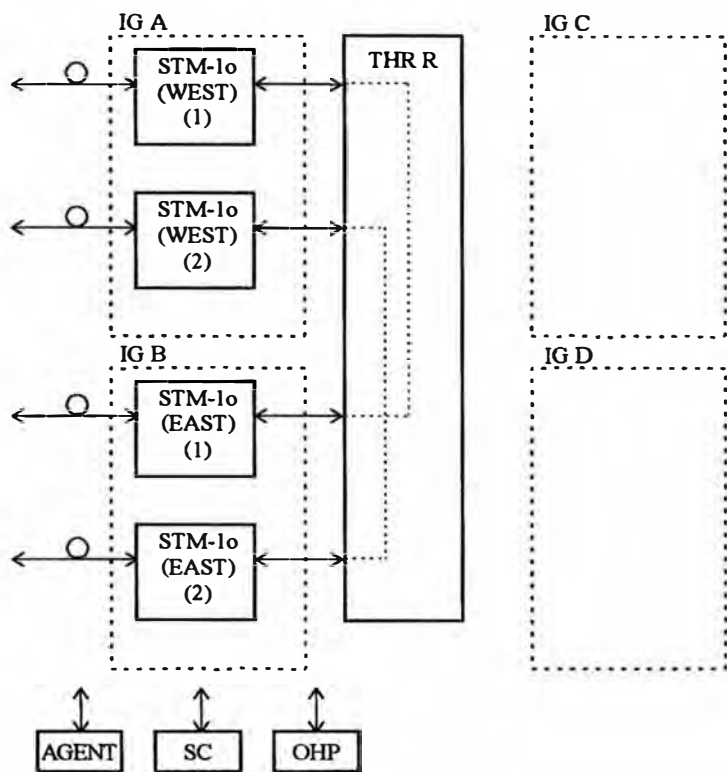 IG A
THR R
IG C
STM-1o
(WEST)
(1)
STM-1o
(WEST)
(2)
IG B
IG D
STM-1o
(EAST)
(1)
STM-1o
(EAST)
(2)
AGENT
SC
OHP